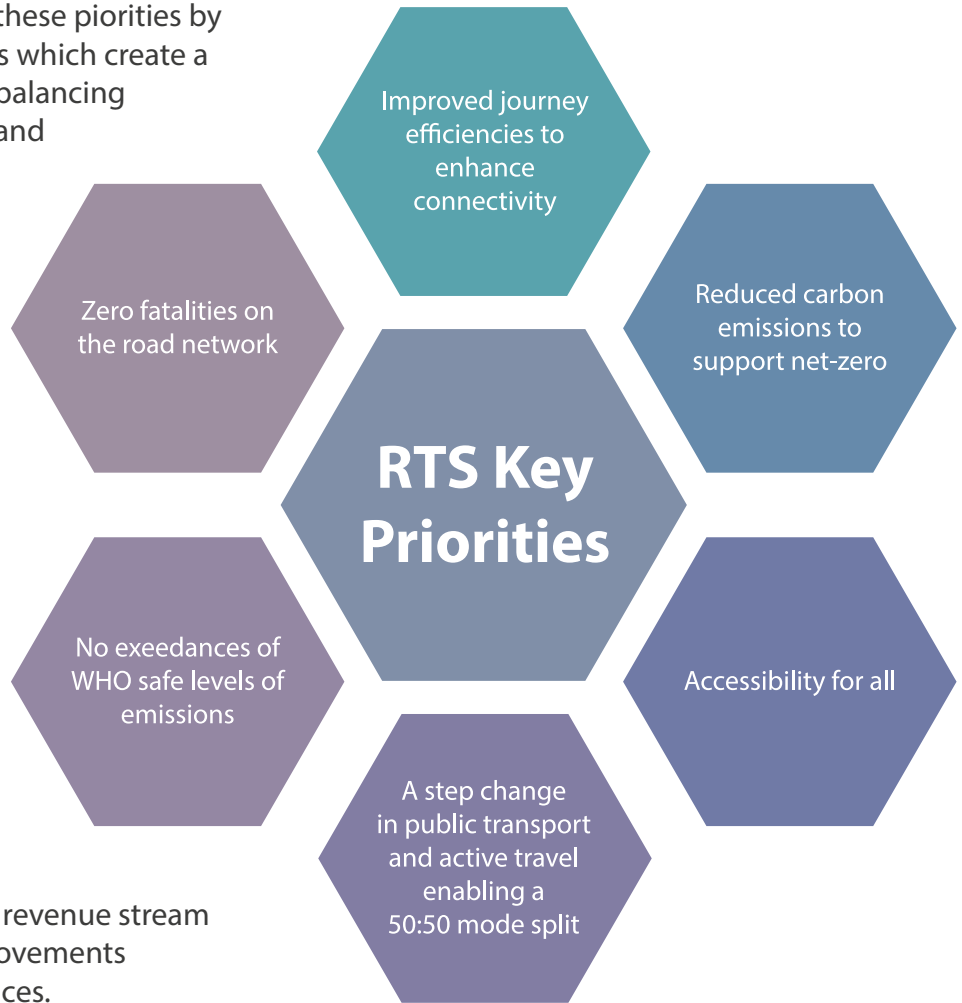 these piorities by
s which create a
balancing
and
Improved journey
efficiencies to
enhance
connectivity
Zero fatalities on
the road network
Reduced carbon
emissions to
support net-zero
RTS Key
Priorities
No exeedances of
WHO safe levels of
emissions
Accessibility for all
A step change
in public transport
and active travel
enabling a
50:50 mode split
revenue stream
ovements
ces.